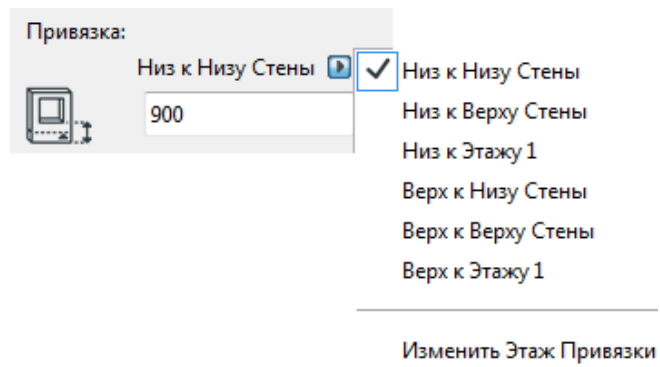 Привязка:
Низ к Низу Стены
900
Низ к Низу Стены
Низ к Верху Стены
Низ к Этажу 1
Верх к Низу Стены
Верх к Верху Стены
Верх к Этажу 1
Изменить Этаж Привязки